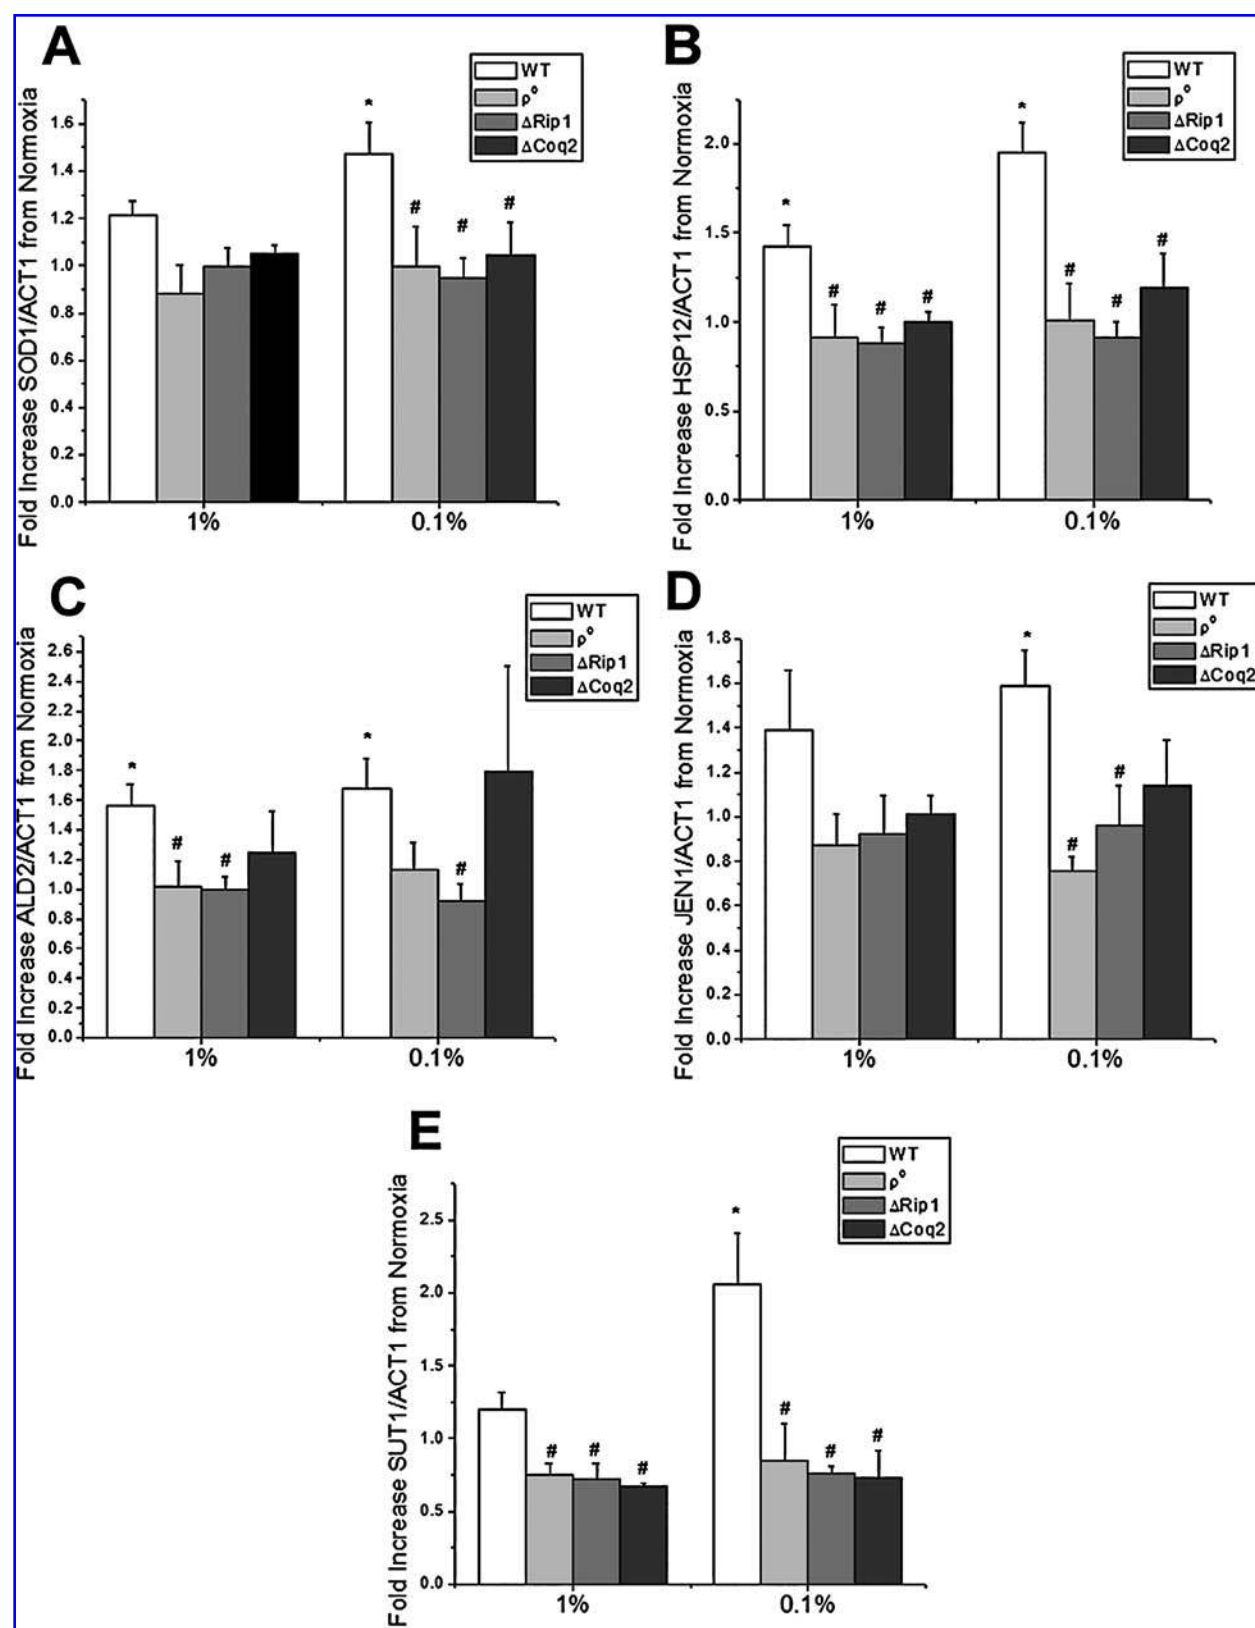 A
WT
ρ°
ΔRip1
ΔCoq2
Fold Increase SOD1/ACT1 from Normoxia
1.6
1.4
1.2
1.0
0.8
0.6
0.4
0.2
0.0
*
# # #
1% 0.1%
B
WT
ρ°
ΔRip1
ΔCoq2
Fold Increase HSP12/ACT1 from Normoxia
2.0
1.5
1.0
0.5
0.0
* # # #
* # # #
1% 0.1%
C
WT
ρ°
ΔRip1
ΔCoq2
Fold Increase ALD2/ACT1 from Normoxia
2.6
2.4
2.2
2.0
1.8
1.6
1.4
1.2
1.0
0.8
0.6
0.4
0.2
0.0
* # #
* #
1% 0.1%
D
WT
ρ°
ΔRip1
ΔCoq2
Fold Increase JEN1/ACT1 from Normoxia
1.8
1.6
1.4
1.2
1.0
0.8
0.6
0.4
0.2
0.0
* # #
1% 0.1%
E
WT
ρ°
ΔRip1
ΔCoq2
Fold Increase SUT1/ACT1 from Normoxia
2.5
2.0
1.5
1.0
0.5
0.0
# # #
* # # #
1% 0.1%